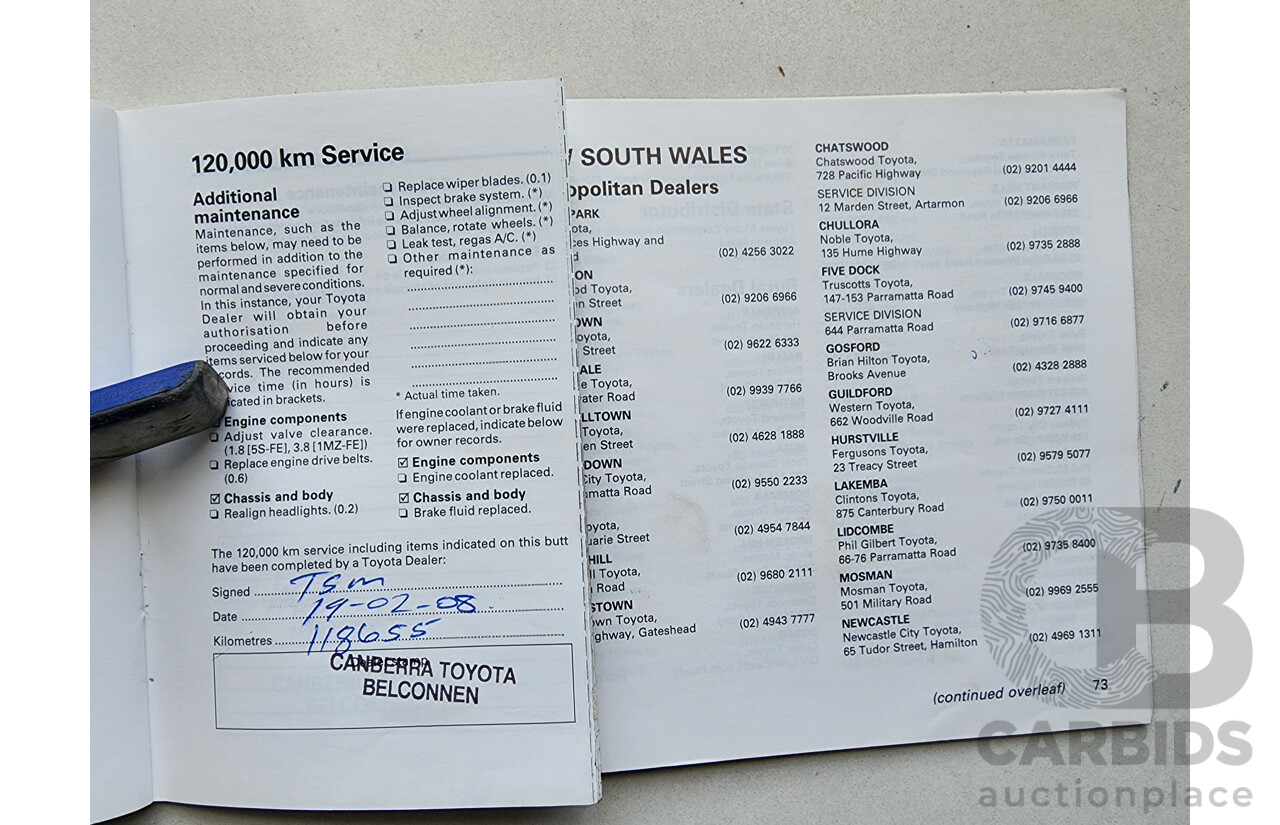 120,000 km Service
Additional
maintenance
Maintenance, such as the
items below, may need to be
performed in addition to the
maintenance specified for
normal and severe conditions.
In this instance, your Toyota
Dealer will obtain your
authorisation before
proceeding and indicate any
items serviced below for your
cords. The recommended
vice time (in hours) is
icated in brackets.
Engine components
Adjust valve clearance.
(1.8 [5S-FE], 3.8 [1MZ-FE])
Replace engine drive belts.
(0.6)
Chassis and body
Realign headlights. (0.2)
Replace wiper blades. (0.1)
Inspect brake system. (*)
Adjust wheel alignment. (*)
Balance, rotate wheels. (*)
Leak test, regas A/C. (*)
Other maintenance as
required (*):
* Actual time taken.
If engine coolant or brake fluid
were replaced, indicate below
for owner records.
Engine components
Engine coolant replaced.
Chassis and body
Brake fluid replaced.
The 120,000 km service including items indicated on this butt
have been completed by a Toyota Dealer:
Signed TSM
Date 19-02-08
Kilometres 118655
CANBERRA TOYOTA
BELCONNEN
SOUTH WALES
opolitan Dealers
PARK
ota,
ces Highway and
d (02) 4256 3022
ON
od Toyota,
in Street (02) 9206 6966
OWN
oyota,
Street (02) 9622 6333
ALE
e Toyota,
ater Road (02) 9939 7766
LLTOWN
Toyota,
en Street (02) 4628 1888
DOWN
City Toyota,
amatta Road (02) 9550 2233
oyota,
uarie Street (02) 4954 7844
HILL
ll Toyota,
Road (02) 9680 2111
STOWN
own Toyota,
ghway, Gateshead (02) 4943 7777
CHATSWOOD
Chatswood Toyota,
728 Pacific Highway (02) 9201 4444
SERVICE DIVISION
12 Marden Street, Artarmon (02) 9206 6966
CHULLORA
Noble Toyota,
135 Hume Highway (02) 9735 2888
FIVE DOCK
Truscotts Toyota,
147-153 Parramatta Road (02) 9745 9400
SERVICE DIVISION
644 Parramatta Road (02) 9716 6877
GOSFORD
Brian Hilton Toyota,
Brooks Avenue (02) 4328 2888
GUILDFORD
Western Toyota,
662 Woodville Road (02) 9727 4111
HURSTVILLE
Fergusons Toyota,
23 Treacy Street (02) 9579 5077
LAKEMBA
Clintons Toyota,
875 Canterbury Road (02) 9750 0011
LIDCOMBE
Phil Gilbert Toyota,
66-76 Parramatta Road (02) 9735 8400
MOSMAN
Mosman Toyota,
501 Military Road (02) 9969 2555
NEWCASTLE
Newcastle City Toyota,
65 Tudor Street, Hamilton (02) 4969 1311
(continued overleaf) 73
CARBIDS
auctionplace